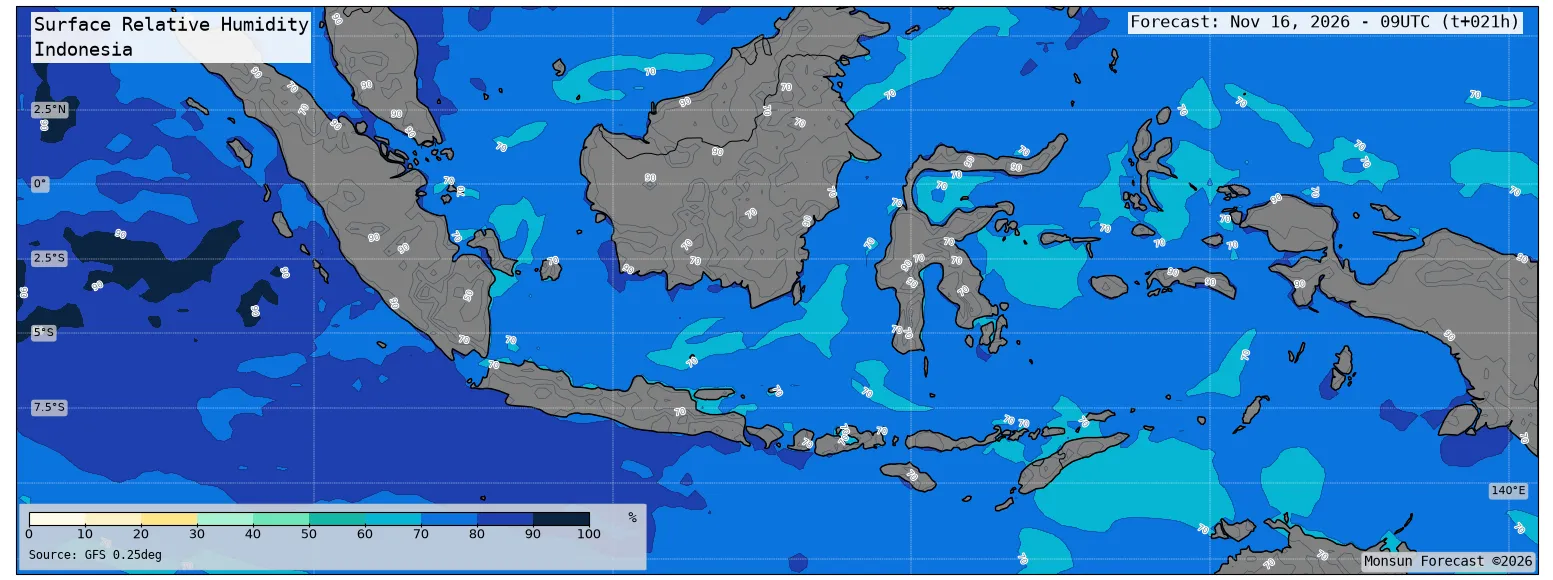 Surface Relative Humidity
Indonesia
Forecast: Nov 16, 2026 - 09UTC (t+021h)
2.5°N
0°
2.5°S
5°S
7.5°S
140°E
%
0 10 20 30 40 50 60 70 80 90 100
Source: GFS 0.25deg
Monsun Forecast ©2026